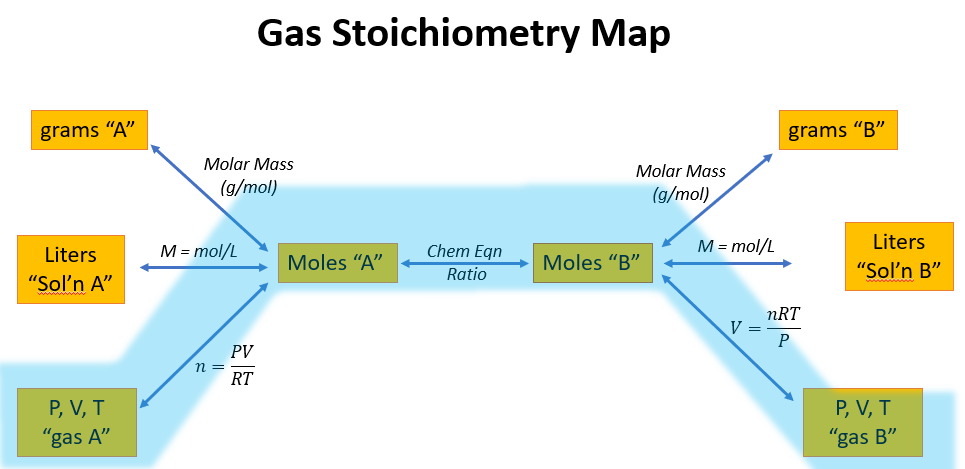 Gas Stoichiometry Map
grams “A”
grams “B”
Molar Mass
(g/mol)
Molar Mass
(g/mol)
Liters
“Sol’n A”
M = mol/L
Moles “A”
Chem Eqn
Ratio
Moles “B”
M = mol/L
Liters
“Sol’n B”
n = PV/RT
V = nRT/P
P, V, T
“gas A”
P, V, T
“gas B”